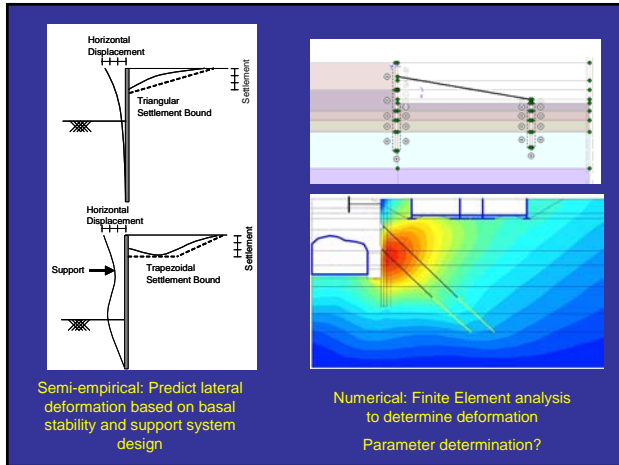 Horizontal
Displacement
Settlement
Triangular
Settlement Bound
Horizontal
Displacement
Settlement
Support
Trapezoidal
Settlement Bound
Semi-empirical: Predict lateral
deformation based on basal
stability and support system
design
Numerical: Finite Element analysis
to determine deformation
Parameter determination?